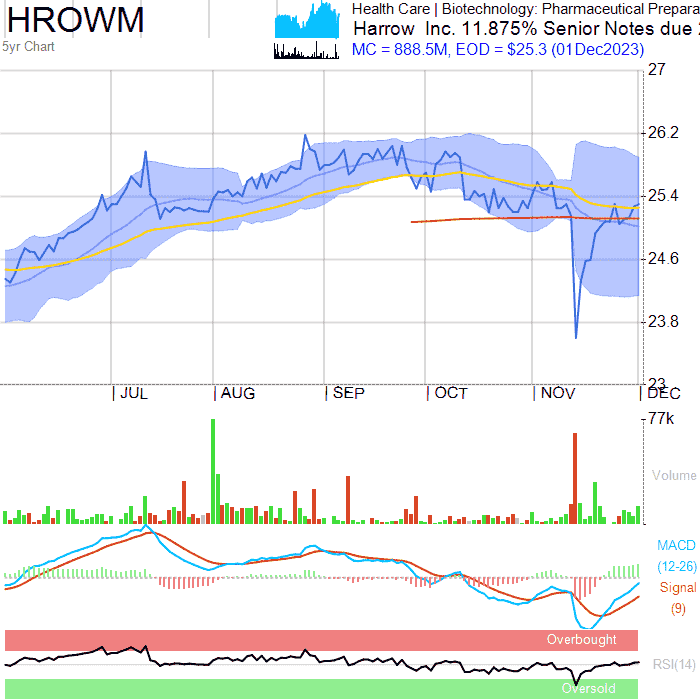 HROWM
5yr Chart
Health Care | Biotechnology: Pharmaceutical Prepara
Harrow Inc. 11.875% Senior Notes due
MC = 888.5M, EOD = $25.3 (01Dec2023)
27
26.2
25.4
24.6
23.8
23
JUL
AUG
SEP
OCT
NOV
DEC
77k
Volume
MACD
(12-26)
Signal
(9)
Overbought
RSI(14)
Oversold